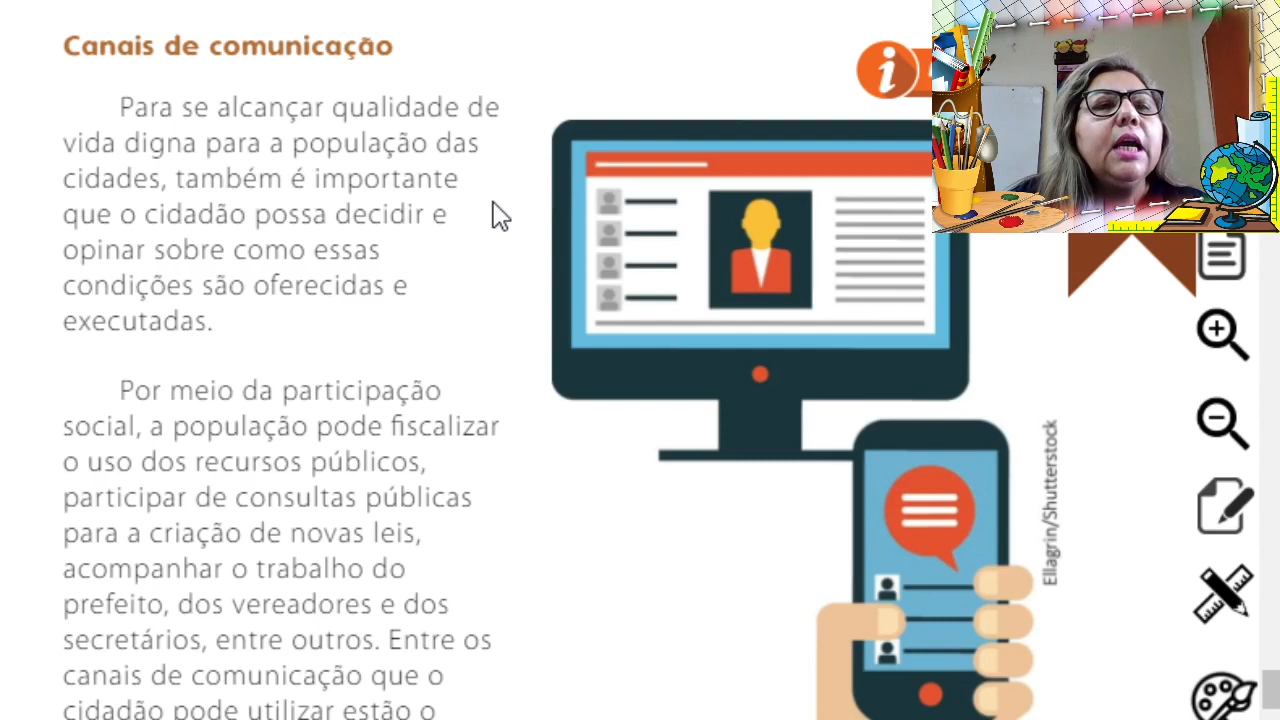 Canais de comunicação
Para se alcançar qualidade de
vida digna para a população das
cidades, também é importante
que o cidadão possa decidir e
opinar sobre como essas
condições são oferecidas e
executadas.
Por meio da participação
social, a população pode fiscalizar
o uso dos recursos públicos,
participar de consultas públicas
para a criação de novas leis,
acompanhar o trabalho do
prefeito, dos vereadores e dos
secretários, entre outros. Entre os
canais de comunicação que o
cidadão pode utilizar estão o
i
Ellagrin/Shutterstock